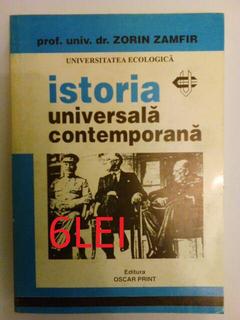 prof. univ. dr. ZORIN ZAMFIR
UNIVERSITATEA ECOLOGICĂ
istoria
universală
contemporană
6LEI
Editura
OSCAR PRINT